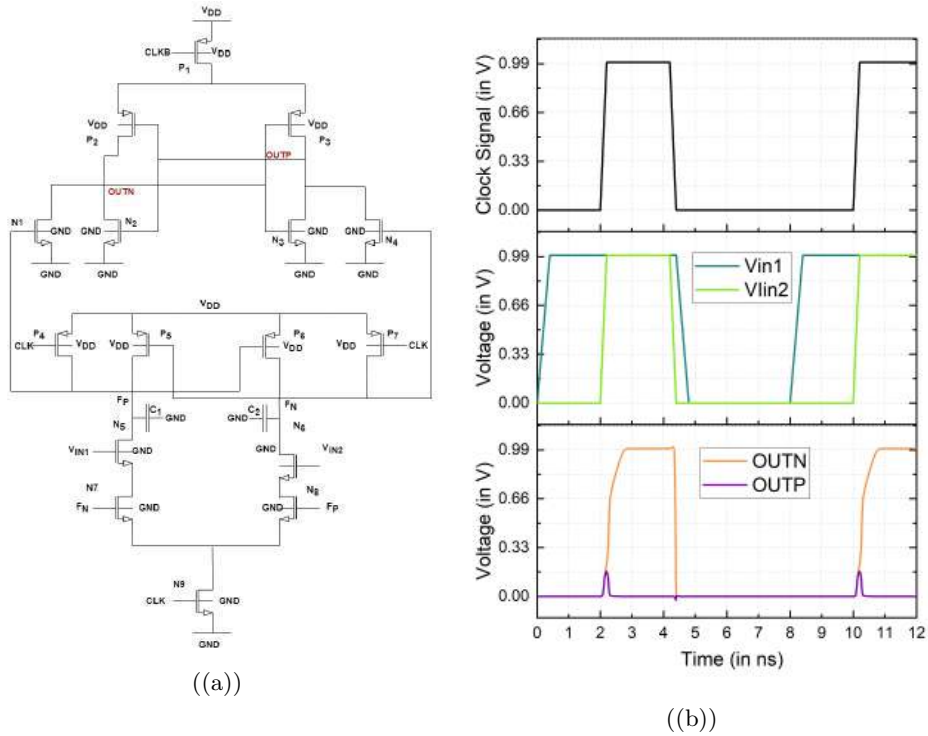 VDD
VDD
CLKB
P1
VDD
P2
VDD
P3
OUTP
OUTN
N1
GND
GND
N2
GND
N3
GND
N4
GND
GND
GND
GND
VDD
P4
P5
P6
P7
CLK
VDD
VDD
VDD
VDD
CLK
FP
FN
C1
GND
GND
C2
N5
N6
VIN1
GND
GND
VIN2
N7
N8
FN
GND
GND
FP
N9
CLK
GND
GND
((a))
Clock Signal (in V)
0.99
0.66
0.33
0.00
Voltage (in V)
0.99
0.66
0.33
0.00
Vin1
VIin2
Voltage (in V)
0.99
0.66
0.33
0.00
OUTN
OUTP
0 1 2 3 4 5 6 7 8 9 10 11 12
Time (in ns)
((b))